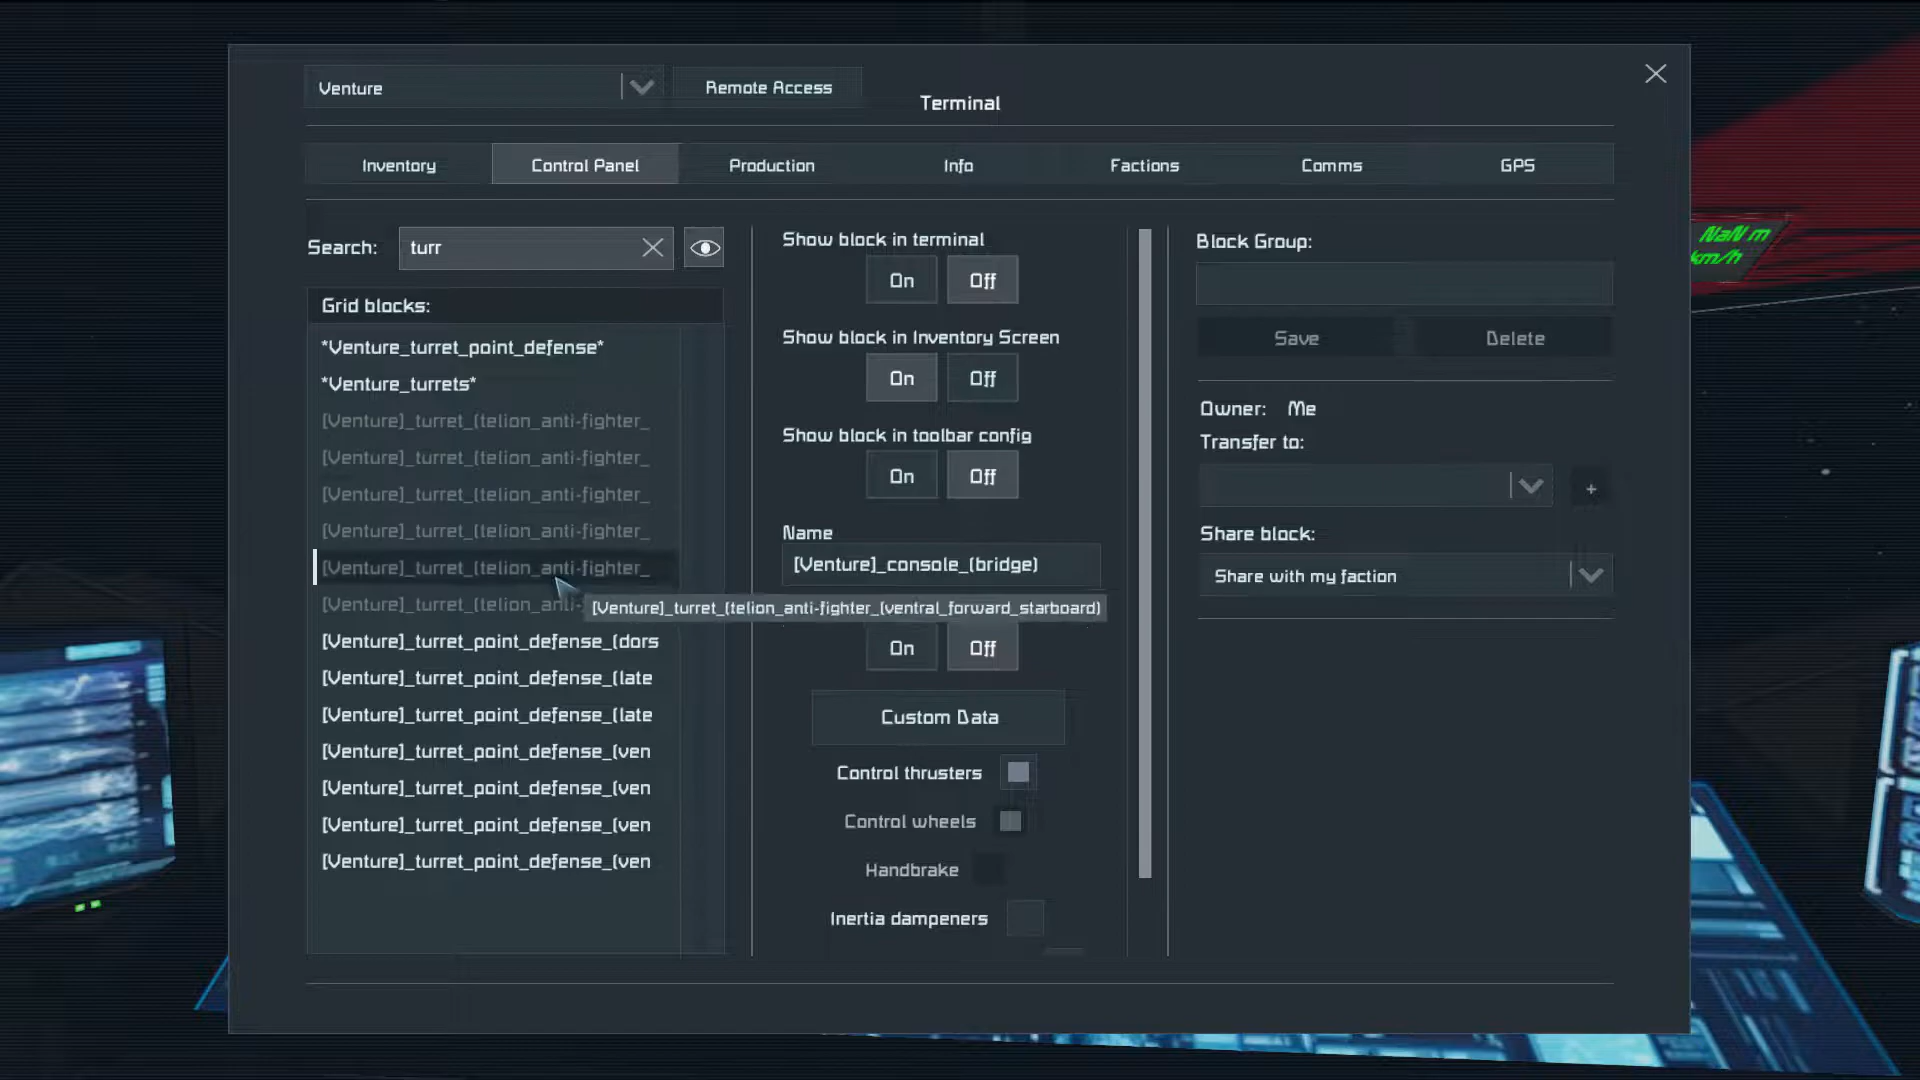 Venture
Remote Access
Terminal
Inventory
Control Panel
Production
Info
Factions
Comms
GPS
Search:
turr
Grid blocks:
*Venture_turret_point_defense*
*Venture_turrets*
[Venture]_turret_(telion_anti-fighter_
[Venture]_turret_(telion_anti-fighter_
[Venture]_turret_(telion_anti-fighter_
[Venture]_turret_(telion_anti-fighter_
[Venture]_turret_(telion_anti-fighter_
[Venture]_turret_(telion_anti-
[Venture]_turret_(telion_anti-fighter_(ventral_forward_starboard)
[Venture]_turret_point_defense_(dors
[Venture]_turret_point_defense_(late
[Venture]_turret_point_defense_(late
[Venture]_turret_point_defense_(ven
[Venture]_turret_point_defense_(ven
[Venture]_turret_point_defense_(ven
[Venture]_turret_point_defense_(ven
Show block in terminal
On Off
Show block in Inventory Screen
On Off
Show block in toolbar config
On Off
Name
[Venture]_console_(bridge)
On Off
Custom Data
Control thrusters
Control wheels
Handbrake
Inertia dampeners
Block Group:
Save
Delete
Owner: Me
Transfer to:
+
Share block:
Share with my faction
NaN m
km/h